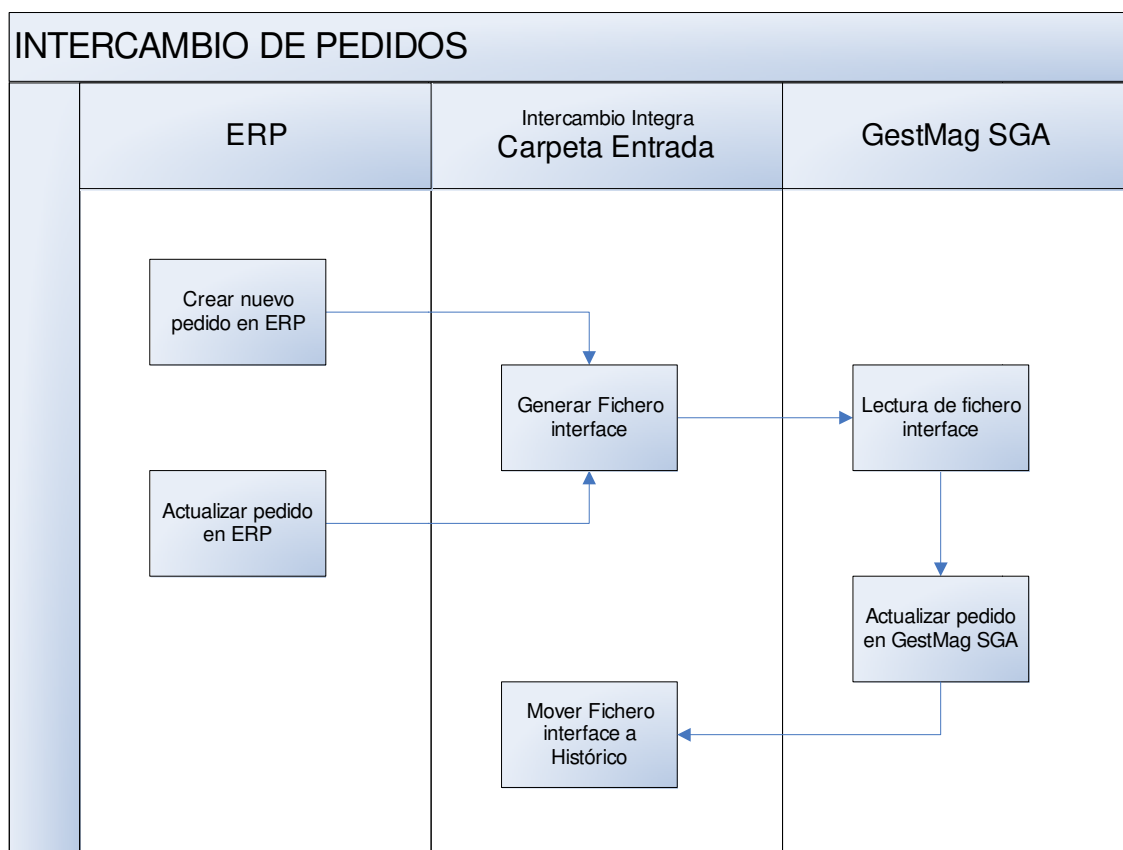 INTERCAMBIO DE PEDIDOS
ERP
Intercambio Integra
Carpeta Entrada
GestMag SGA
Crear nuevo
pedido en ERP
Generar Fichero
interface
Lectura de fichero
interface
Actualizar pedido
en ERP
Actualizar pedido
en GestMag SGA
Mover Fichero
interface a
Histórico